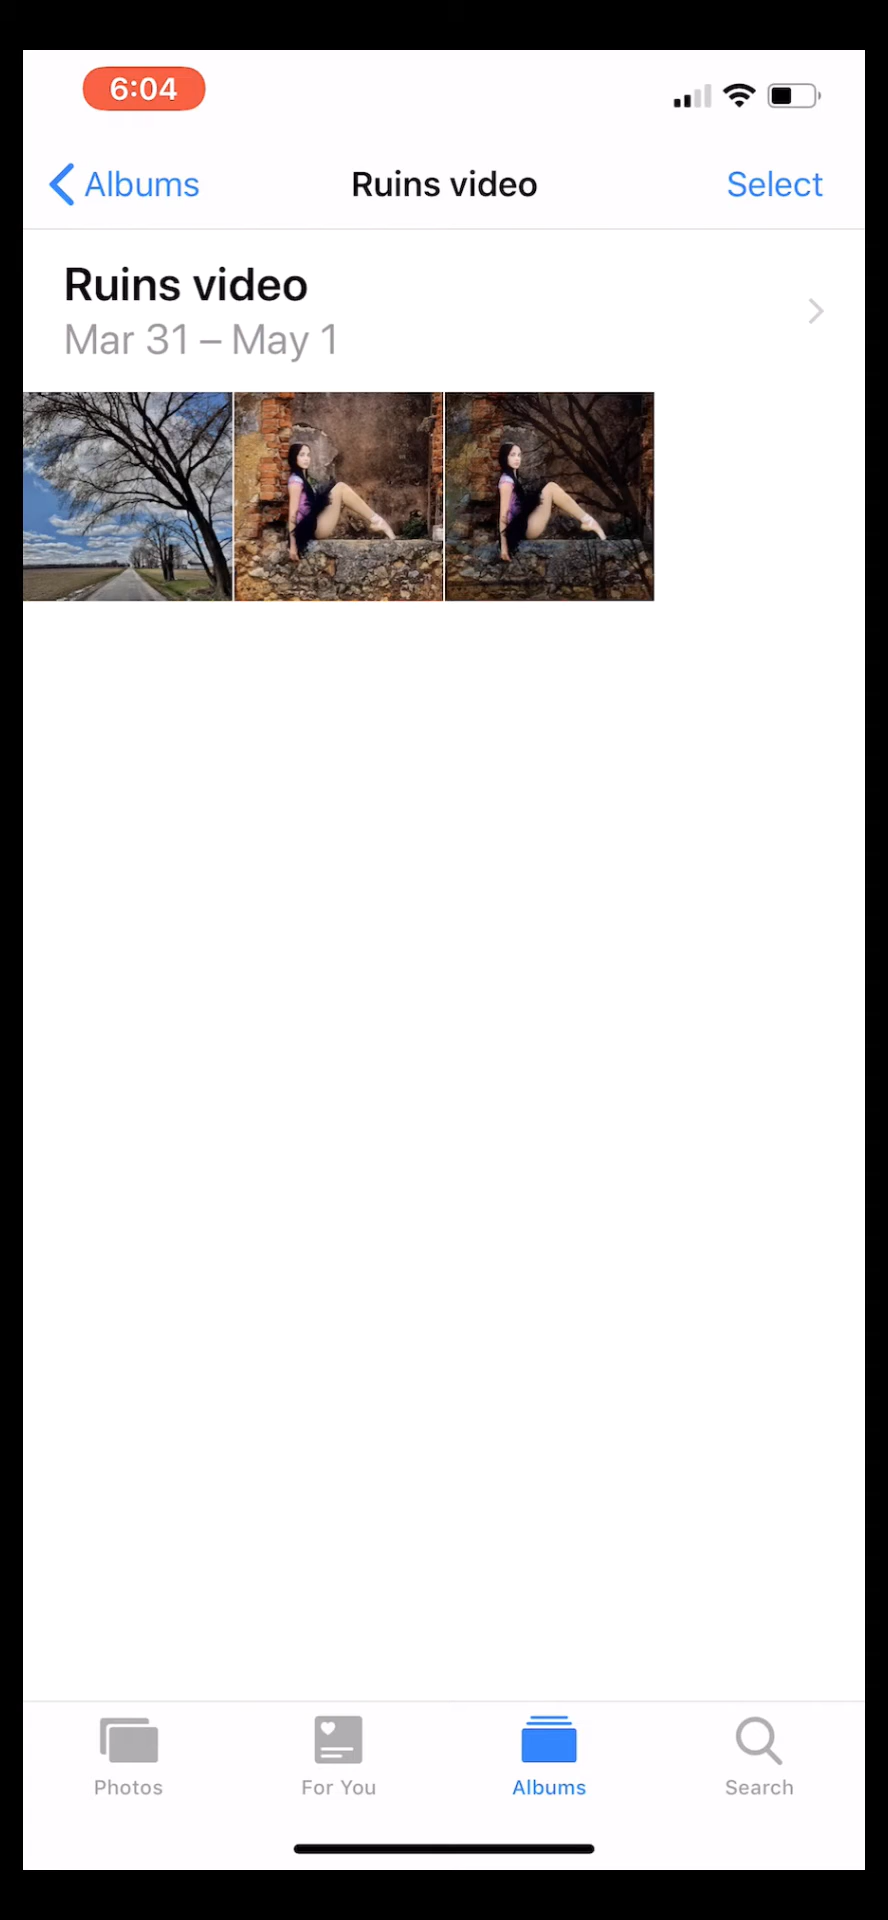 6:04
Albums
Ruins video
Select
Ruins video
Mar 31 – May 1
Photos
For You
Albums
Search